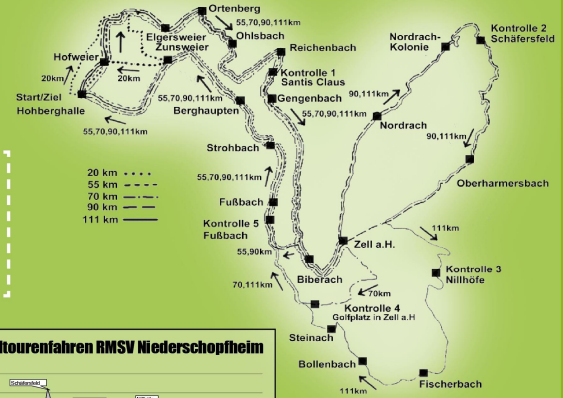 Ortenberg
55,70,90,111km
Elgersweier
Zunsweier
Ohlsbach
Nordrach-
Kolonie
Kontrolle 2
Schäfersfeld
Hofweier
Reichenbach
20km
20km
Kontrolle 1
Santis Claus
Start/Ziel
Hohberghalle
Gengenbach
90,111km
55,70,90,111km
Berghaupten
55,70,90,111km
55,70,90,111km
Nordrach
90,111km
Strohbach
20 km
55 km
70 km
90 km
111 km
55,70,90,111km
Oberharmersbach
Fußbach
Kontrolle 5
Fußbach
111km
55,90km
Zell a.H.
Biberach
Kontrolle 3
Nillhöfe
70,111km
70km
Kontrolle 4
Golfplatz in Zell a.H
Steinach
Bollenbach
Fischerbach
111km
ltourenfahren RMSV Niederschopfheim
Schäfersfeld